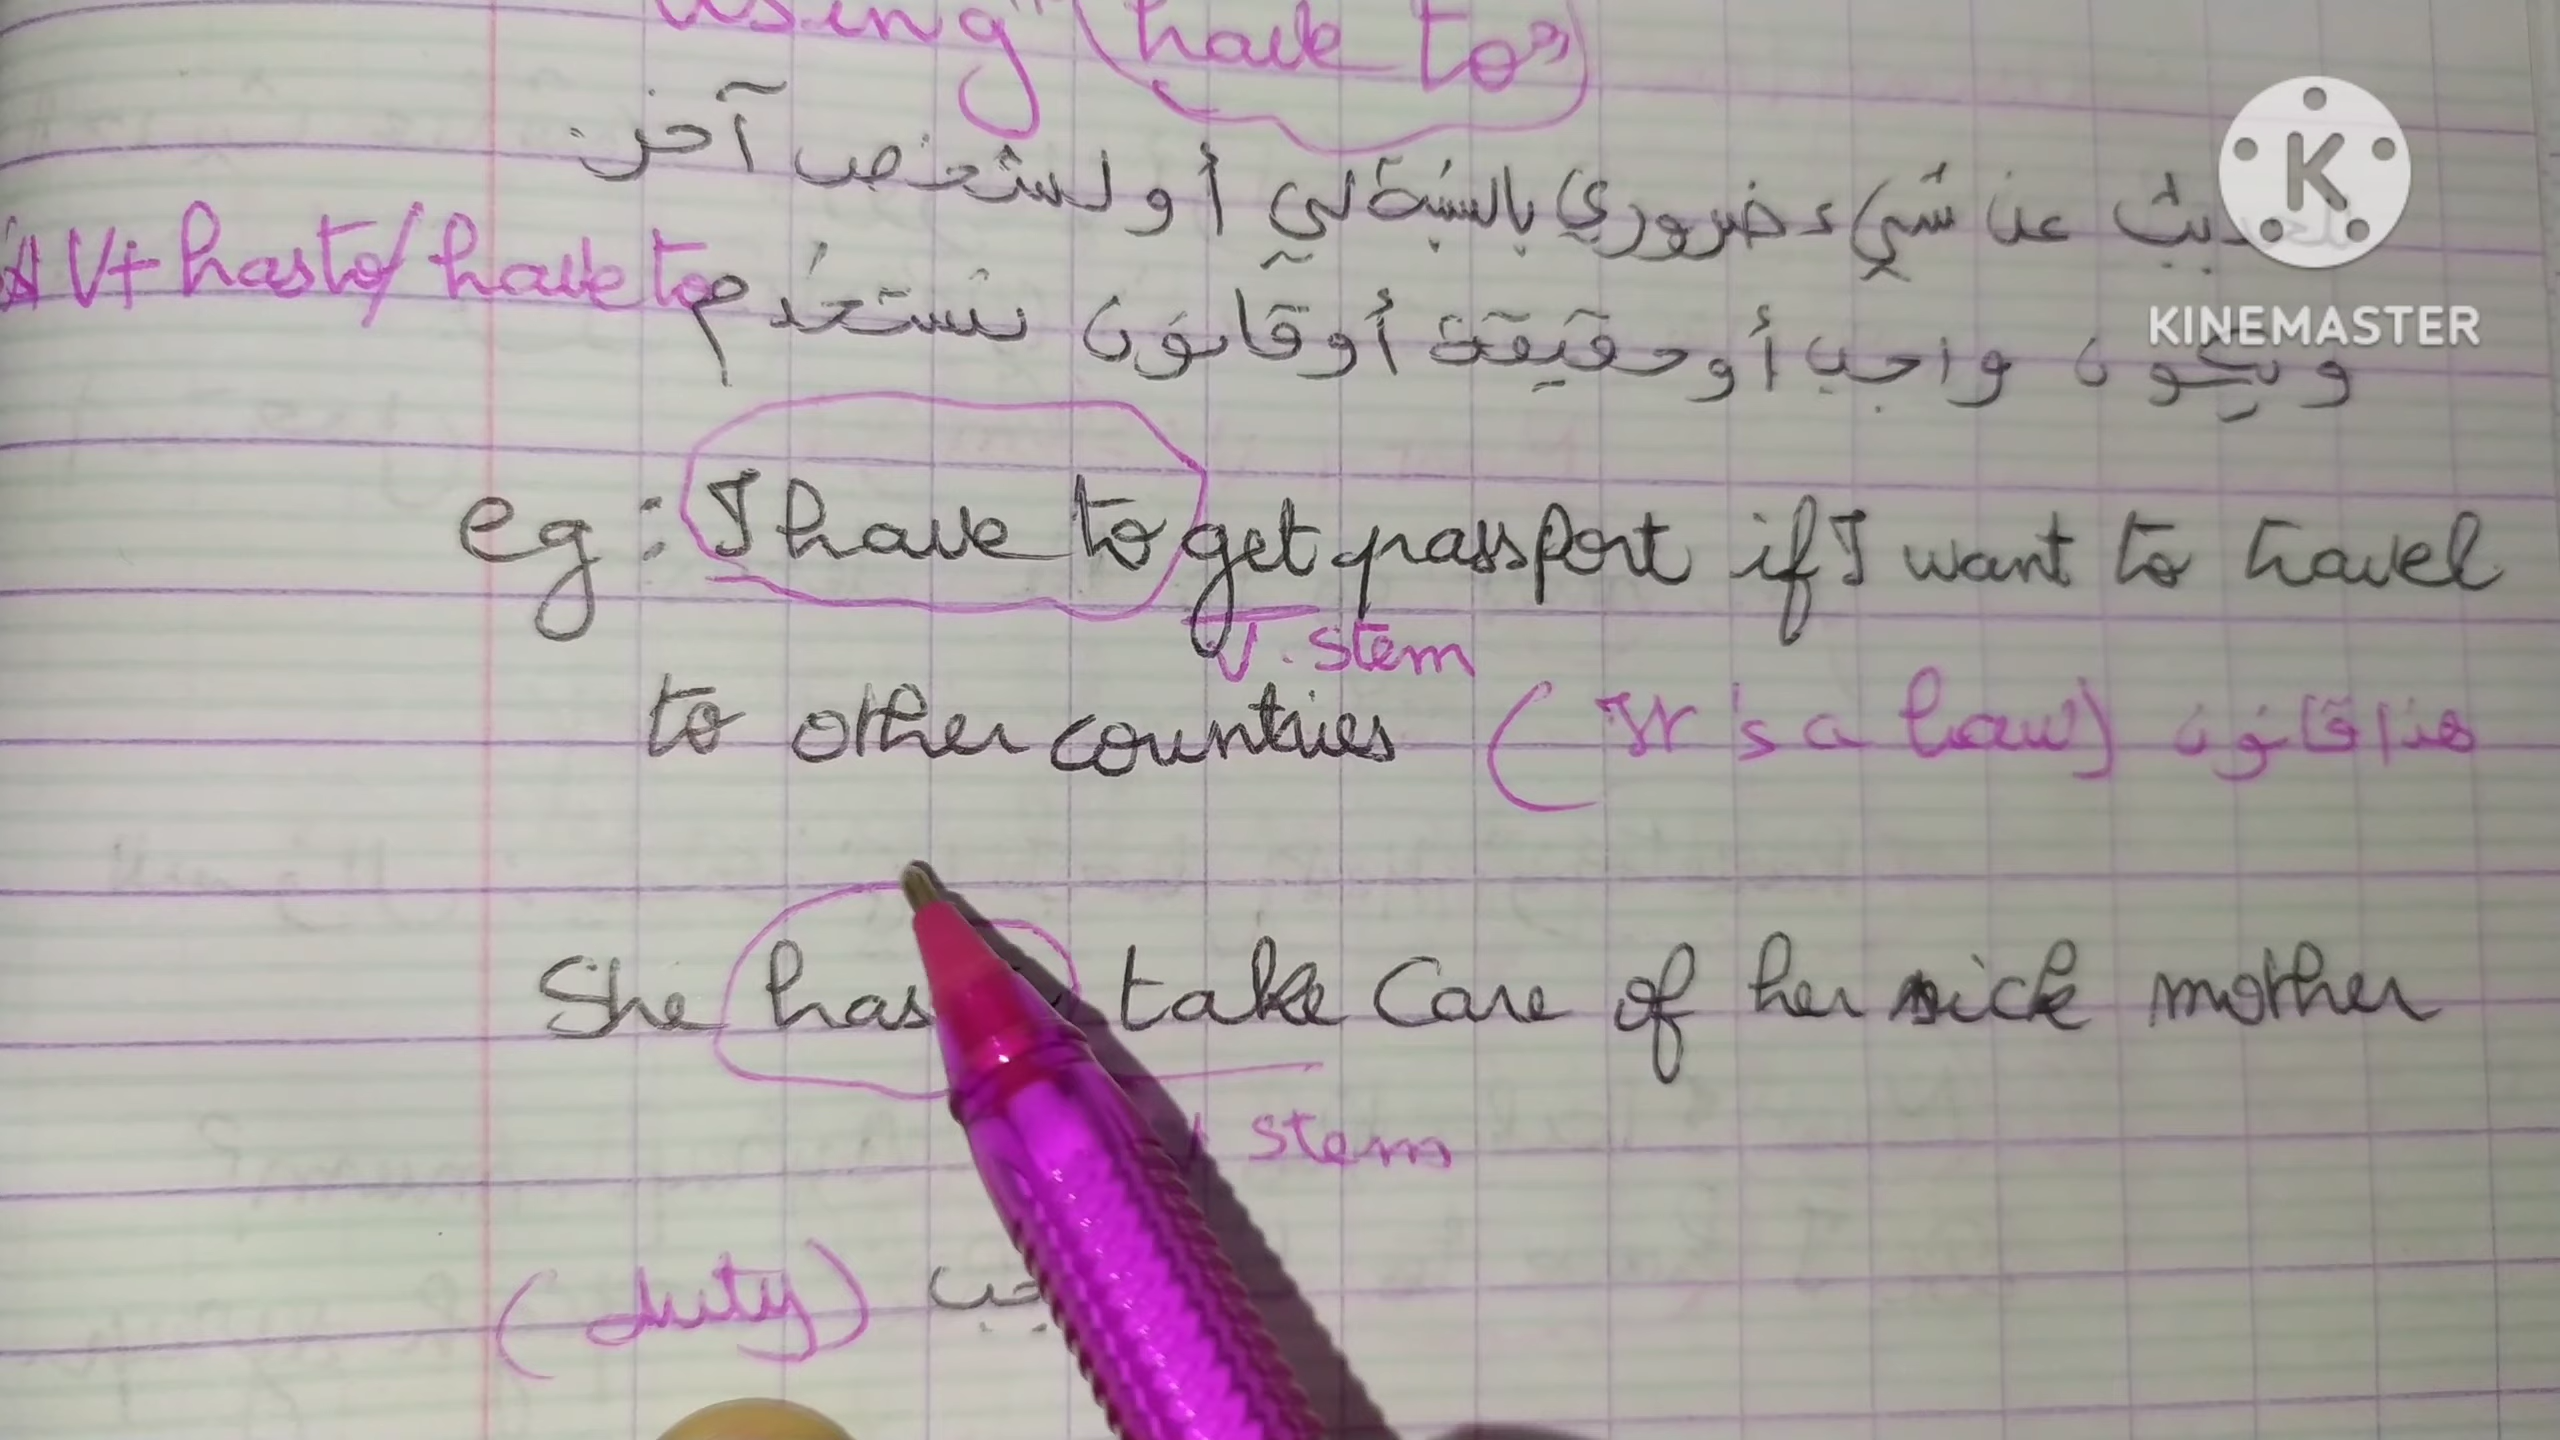 using "have to"
عن شيء ضروري بالنسبة لي أو لشخص آخر
ويكون واجب أو حقيقة أو قانون نستخدم
V+ has to/have to
eg: I have to get passport if I want to travel
V. stem
to other countries (It's a law) هذا قانون
She has take care of her sick mother
stem
(duty)
K
KINEMASTER